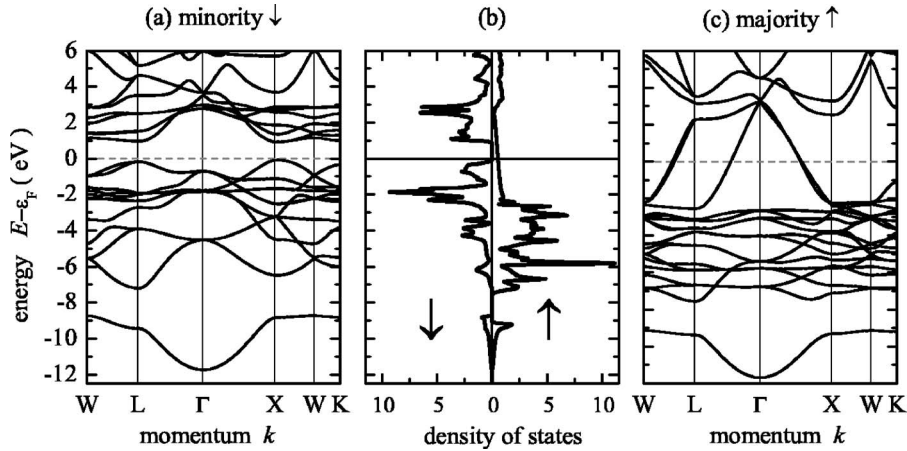 (a) minority ↓
(b)
(c) majority ↑
energy E−εF ( eV)
6
4
2
0
-2
-4
-6
-8
-10
-12
W L Γ X W K
10 5 0 5 10
W L Γ X W K
momentum k
density of states
momentum k